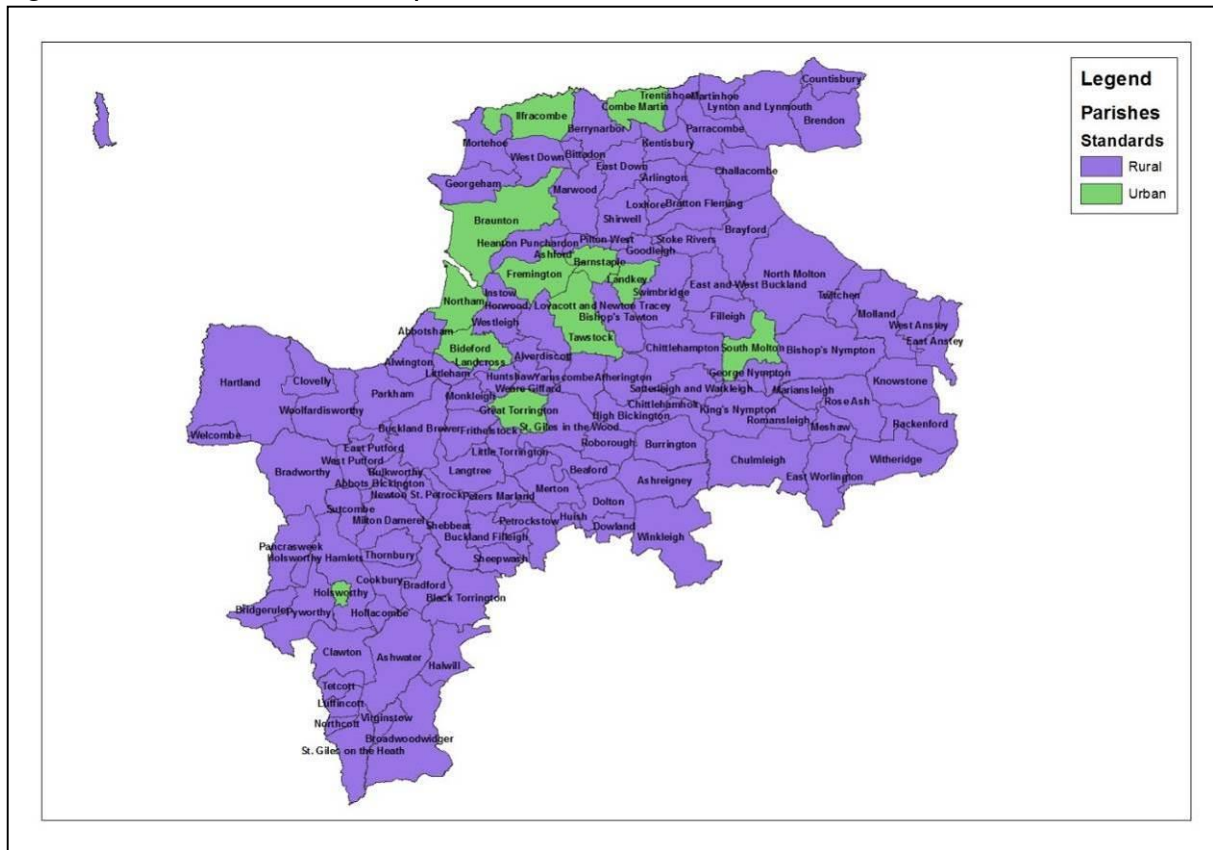 Legend
Parishes
Standards
Rural
Urban
Countisbury
Trentishoe
Martinhoe
Lynton and Lynmouth
Combe Martin
Brendon
Ilfracombe
Berrynarbor
Parracombe
Mortehoe
Kentisbury
West Down
Bittadon
East Down
Challacombe
Georgeham
Marwood
Arlington
Loxhore
Bratton Fleming
Braunton
Shirwell
Brayford
Heanton Punchardon
Pilton West
Stoke Rivers
Ashford
Goodleigh
Barnstaple
Fremington
Landkey
North Molton
East and West Buckland
Swimbridge
Instow
Northam
Horwood, Lovacott and Newton Tracey
Twitchen
Bishop's Tawton
Filleigh
Molland
West Anstey
Westleigh
Abbotsham
Tawstock
East Anstey
Bideford
Chittlehampton
South Molton
Bishop's Nympton
Landcross
Alverdiscott
Alwington
Littleham
George Nympton
Huntshaw
Yarnscombe
Atherington
Hartland
Clovelly
Knowstone
Weare Giffard
Satterleigh and Warkleigh
Mariansleigh
Parkham
Monkleigh
Chittlehamholt
Rose Ash
Woolfardisworthy
Great Torrington
High Bickington
King's Nympton
Romansleigh
Rackenford
Buckland Brewer
Frithelstock
St. Giles in the Wood
Meshaw
Welcombe
Roborough
Burrington
East Putford
Little Torrington
Chulmleigh
Witheridge
West Putford
Bradworthy
Bulkworthy
Langtree
Beaford
Ashreigney
East Worlington
Abbots Bickington
Merton
Newton St. Petrock
Peters Marland
Dolton
Sutcombe
Milton Damerel
Petrockstow
Huish
Shebbear
Dowland
Buckland Filleigh
Winkleigh
Pancrasweek
Holsworthy Hamlets
Thornbury
Sheepwash
Cookbury
Bradford
Holsworthy
Black Torrington
Bridgerule
Pyworthy
Hollacombe
Clawton
Ashwater
Halwill
Tetcott
Luffincott
Virginstow
Northcott
Broadwoodwidger
St. Giles on the Heath